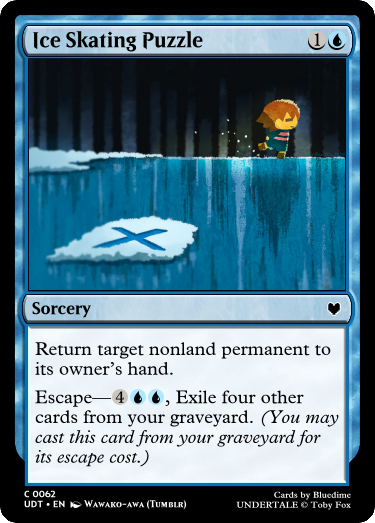 Ice Skating Puzzle 1
Sorcery
Return target nonland permanent to
its owner's hand.
Escape—4, Exile four other
cards from your graveyard. (You may
cast this card from your graveyard for
its escape cost.)
C 0062 Cards by Bluedime
UDT • EN Wawako-awa (Tumblr) UNDERTALE © Toby Fox